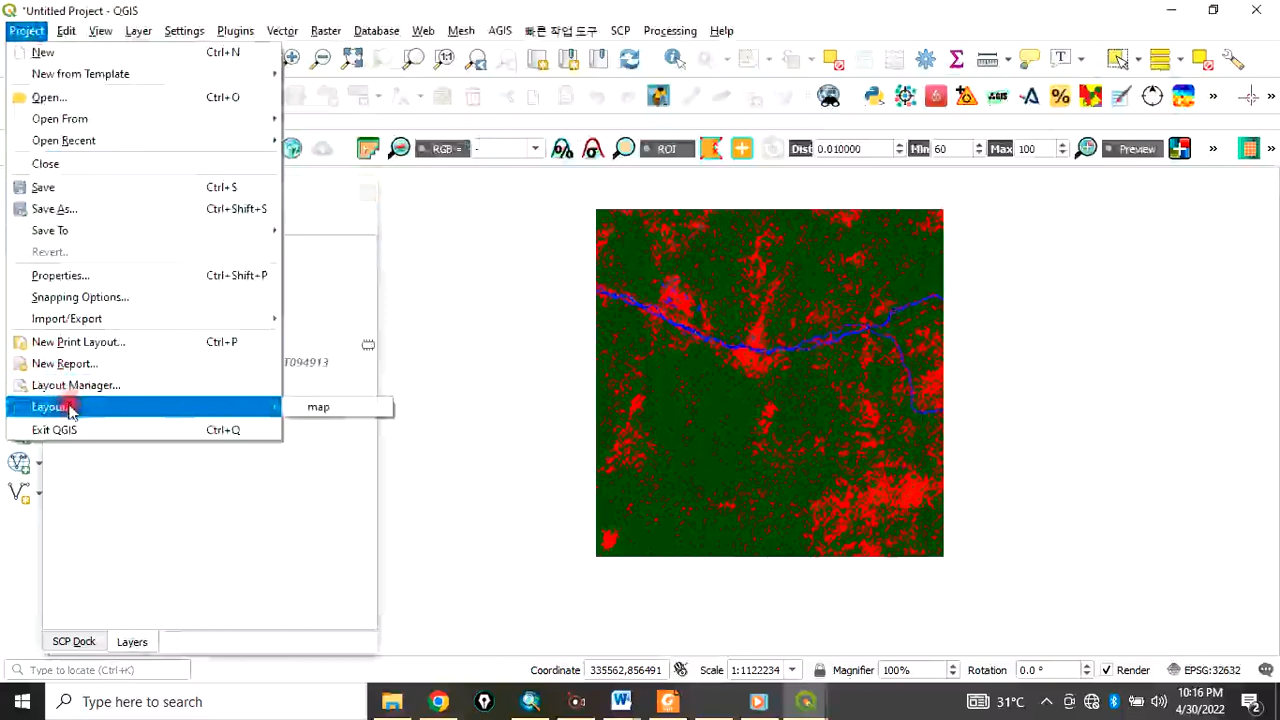 *Untitled Project - QGIS
Project Edit View Layer Settings Plugins Vector Raster Database Web Mesh AGIS 빠른 작업 도구 SCP Processing Help
New Ctrl+N
New from Template
Open... Ctrl+O
Open From
Open Recent
Close
Save Ctrl+S
Save As... Ctrl+Shift+S
Save To
Revert...
Properties... Ctrl+Shift+P
Snapping Options...
Import/Export
New Print Layout... Ctrl+P
New Report...
Layout Manager...
map
Exit QGIS Ctrl+Q
RGB = - ROI Dist 0.010000 Min 60 Max 100 Preview
T094913
SCP Dock Layers
Type to locate (Ctrl+K) Coordinate 335562,856491 Scale 1:1122234 Magnifier 100% Rotation 0.0 ° Render EPSG:32632
Type here to search 31°C 10:16 PM
4/30/2022
2